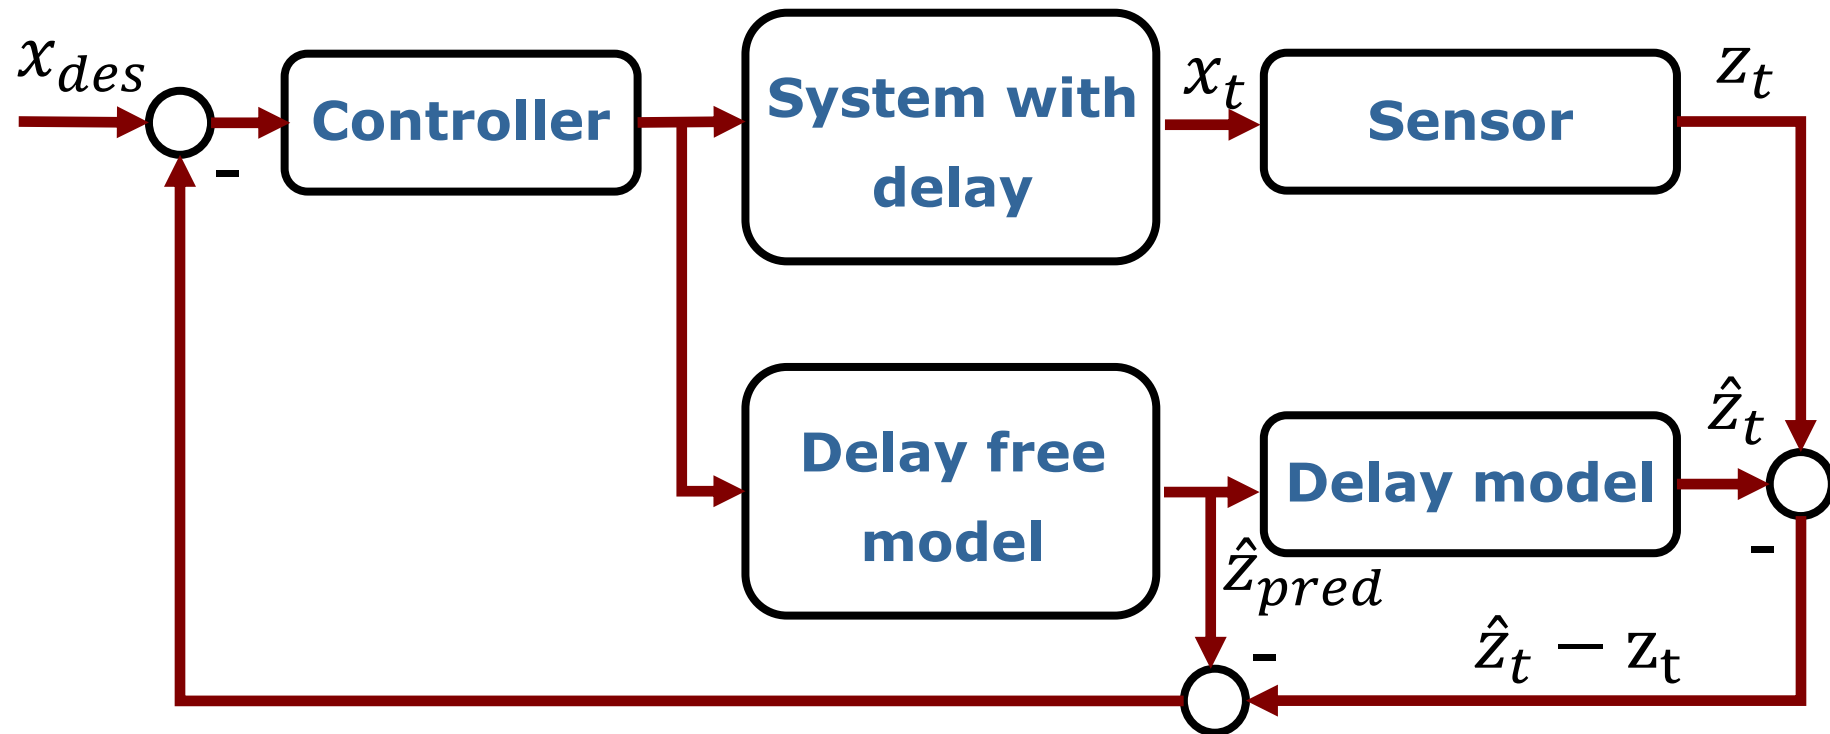 x_des
-
Controller
System with
delay
x_t
Sensor
z_t
Delay free
model
Delay model
ẑ_t
-
ẑ_pred
-
ẑ_t − z_t